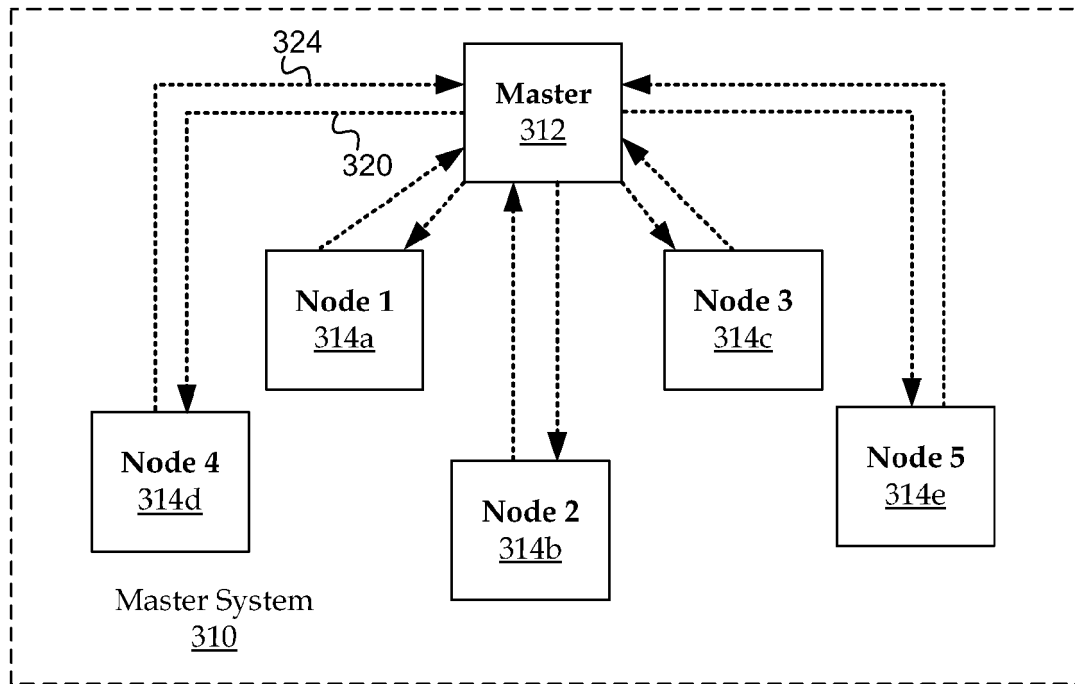 324
Master
312
320
Node 1
314a
Node 3
314c
Node 4
314d
Node 5
314e
Node 2
314b
Master System
310